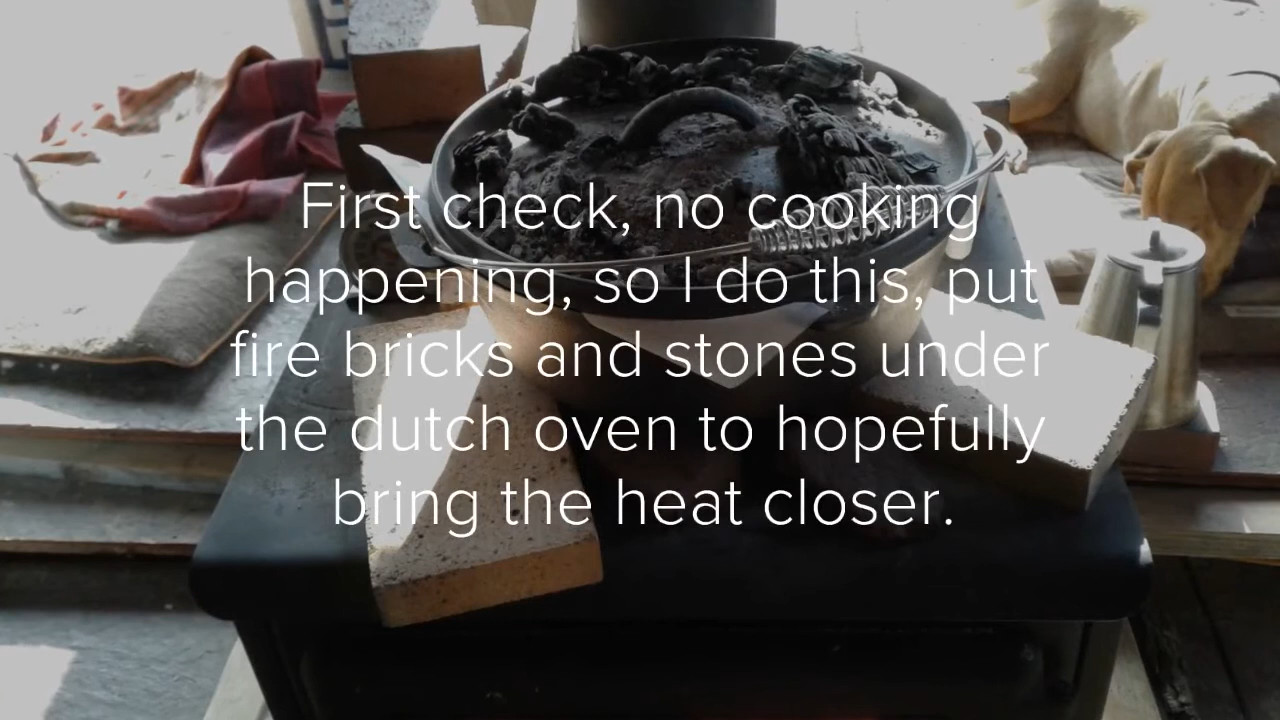 First check, no cooking
happening, so I do this, put
fire bricks and stones under
the dutch oven to hopefully
bring the heat closer.